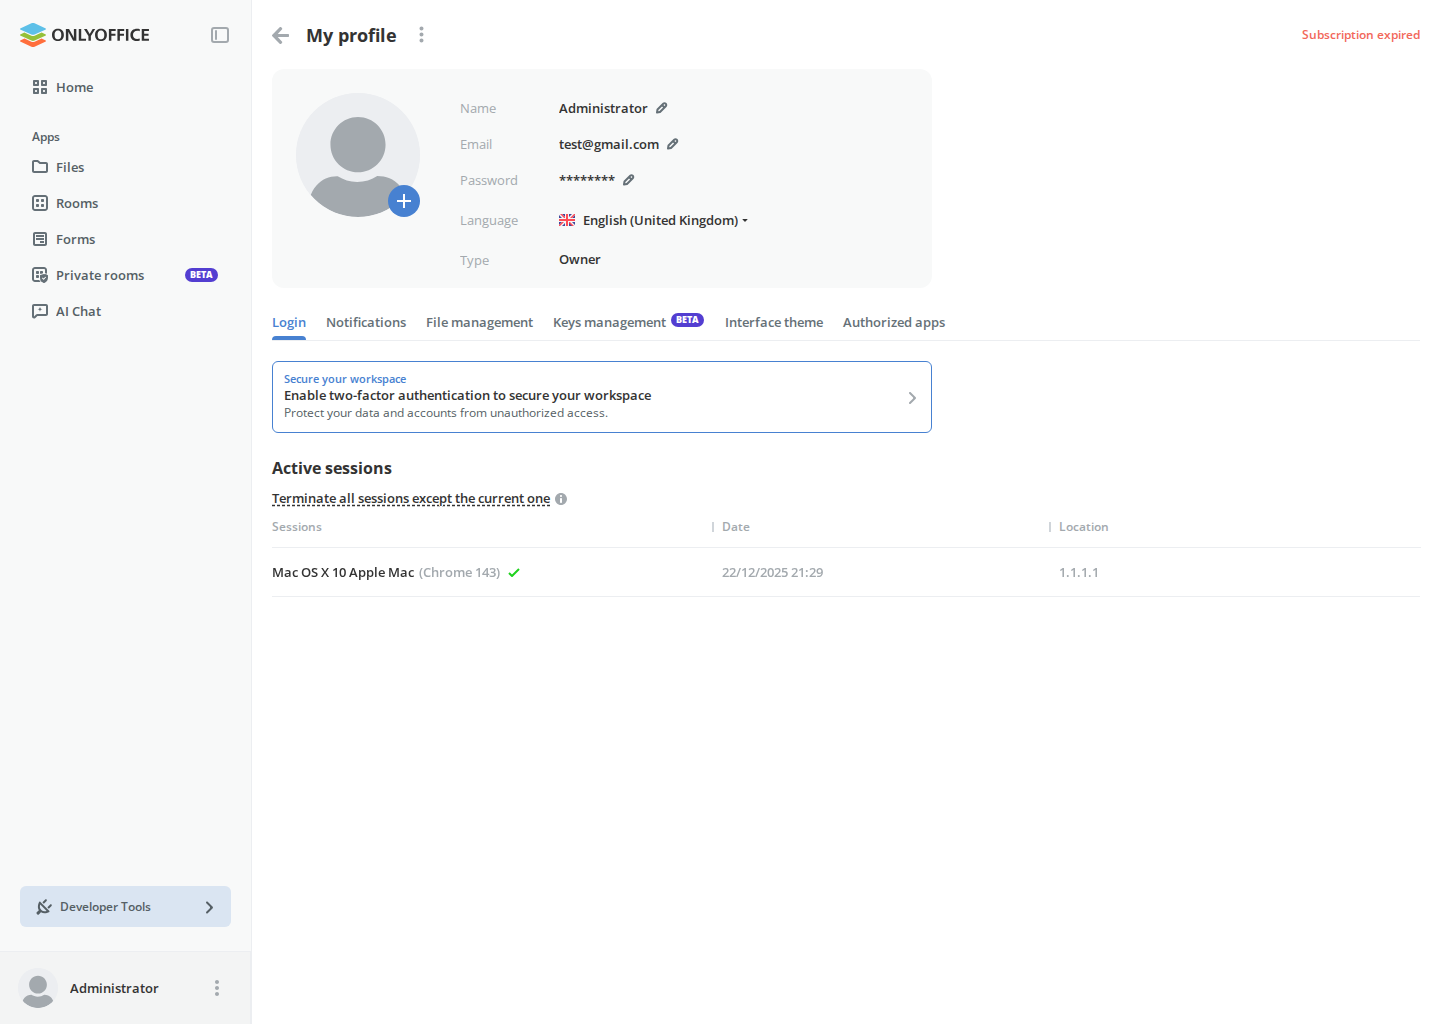 ONLYOFFICE
Home
Apps
Files
Rooms
Forms
Private rooms BETA
AI Chat
Developer Tools
Administrator
My profile
Subscription expired
Name Administrator
Email test@gmail.com
Password ********
Language English (United Kingdom)
Type Owner
Login Notifications File management Keys management BETA Interface theme Authorized apps
Secure your workspace
Enable two-factor authentication to secure your workspace
Protect your data and accounts from unauthorized access.
Active sessions
Terminate all sessions except the current one
Sessions Date Location
Mac OS X 10 Apple Mac (Chrome 143) 22/12/2025 21:29 1.1.1.1